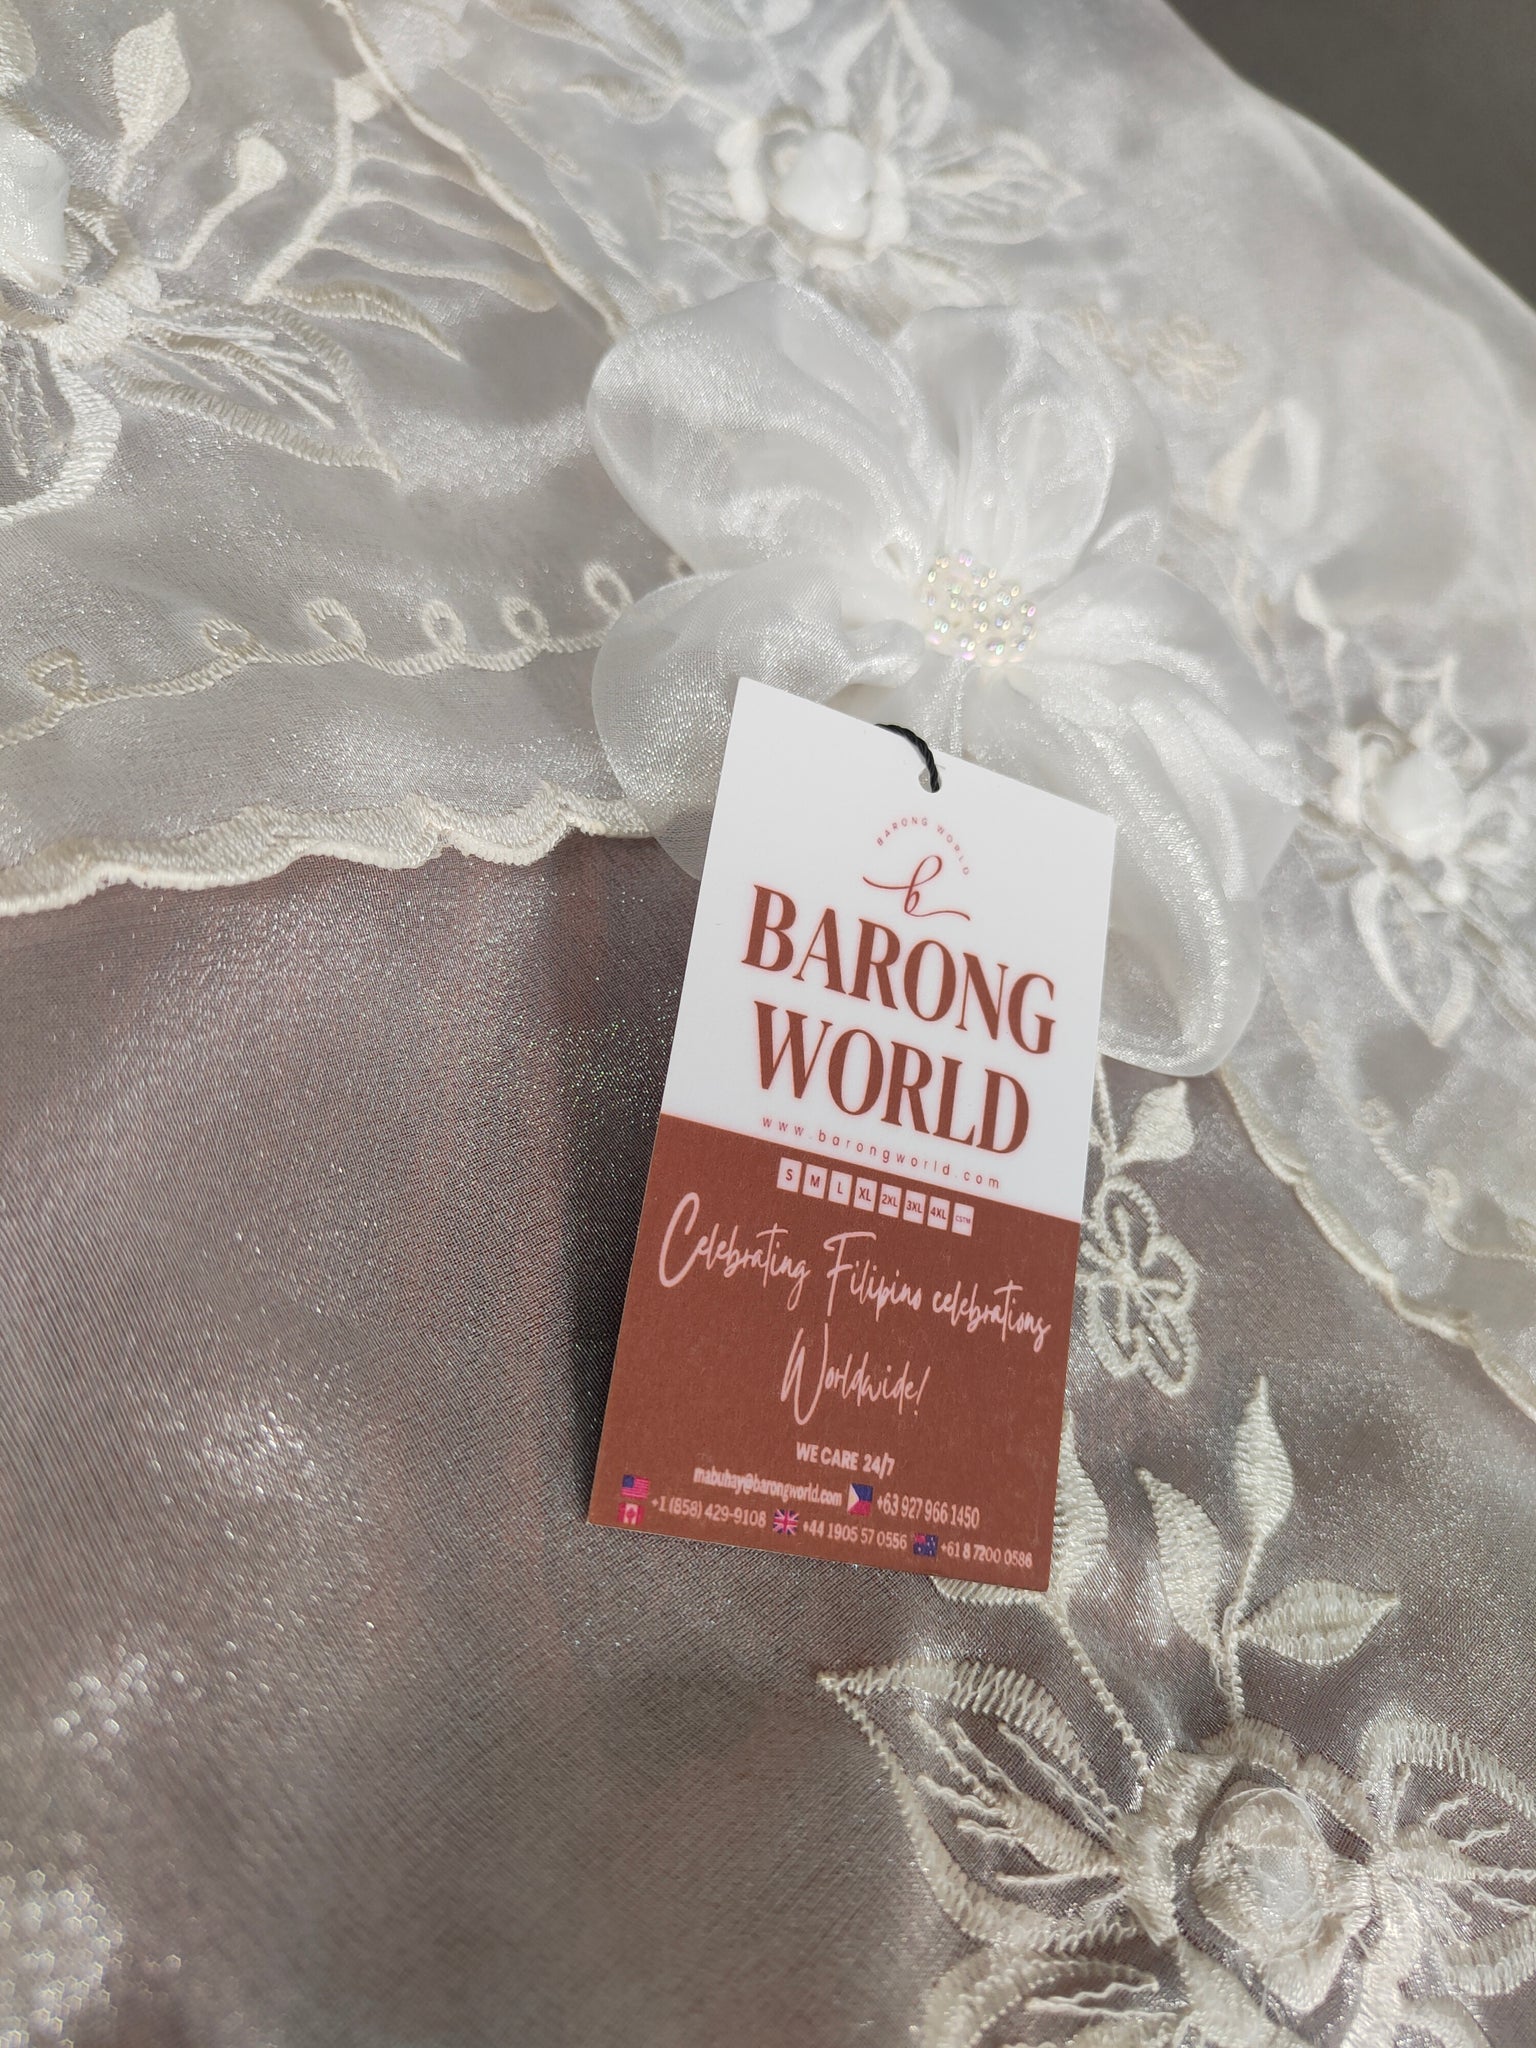 BARONG WORLD
b
BARONG
WORLD
www.barongworld.com
S M L XL 2XL 3XL 4XL CSTM
Celebrating Filipino celebrations
Worldwide!
WE CARE 24/7
mabuhay@barongworld.com +63 927 966 1450
+1 (858) 429-9108 +44 1905 57 0556 +61 8 7200 0586